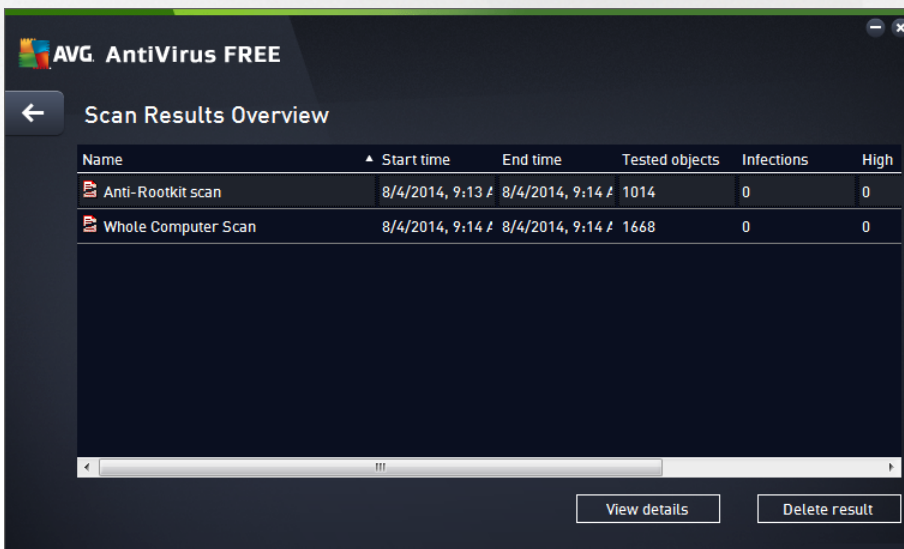 AVG. AntiVirus FREE
Scan Results Overview
Name Start time End time Tested objects Infections High
Anti-Rootkit scan 8/4/2014, 9:13 A 8/4/2014, 9:14 A 1014 0 0
Whole Computer Scan 8/4/2014, 9:14 A 8/4/2014, 9:14 A 1668 0 0
View details Delete result